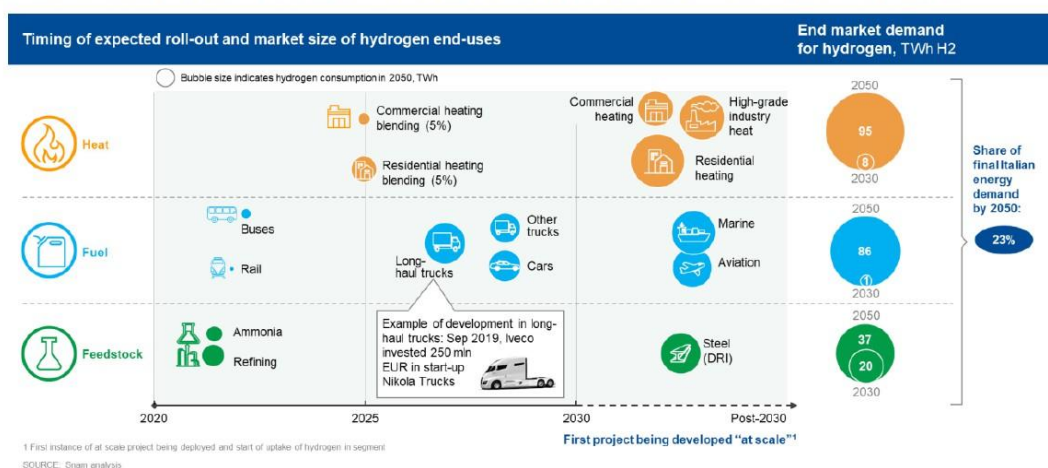 Timing of expected roll-out and market size of hydrogen end-uses
End market demand
for hydrogen, TWh H2
Bubble size indicates hydrogen consumption in 2050, TWh
Heat
Commercial heating
blending (5%)
Residential heating
blending (5%)
Commercial
heating
High-grade
industry
heat
Residential
heating
2050
95
8
2030
Fuel
Buses
Rail
Long-
haul trucks
Other
trucks
Cars
Marine
Aviation
2050
86
1
2030
Feedstock
Ammonia
Refining
Example of development in long-
haul trucks: Sep 2019, Iveco
invested 250 mln
EUR in start-up
Nikola Trucks
Steel
(DRI)
2050
37
20
2030
Share of
final Italian
energy
demand
by 2050:
23%
2020
2025
2030
Post-2030
First project being developed “at scale”1
1 First instance of at scale project being deployed and start of uptake of hydrogen in segment
SOURCE: Snam analysis